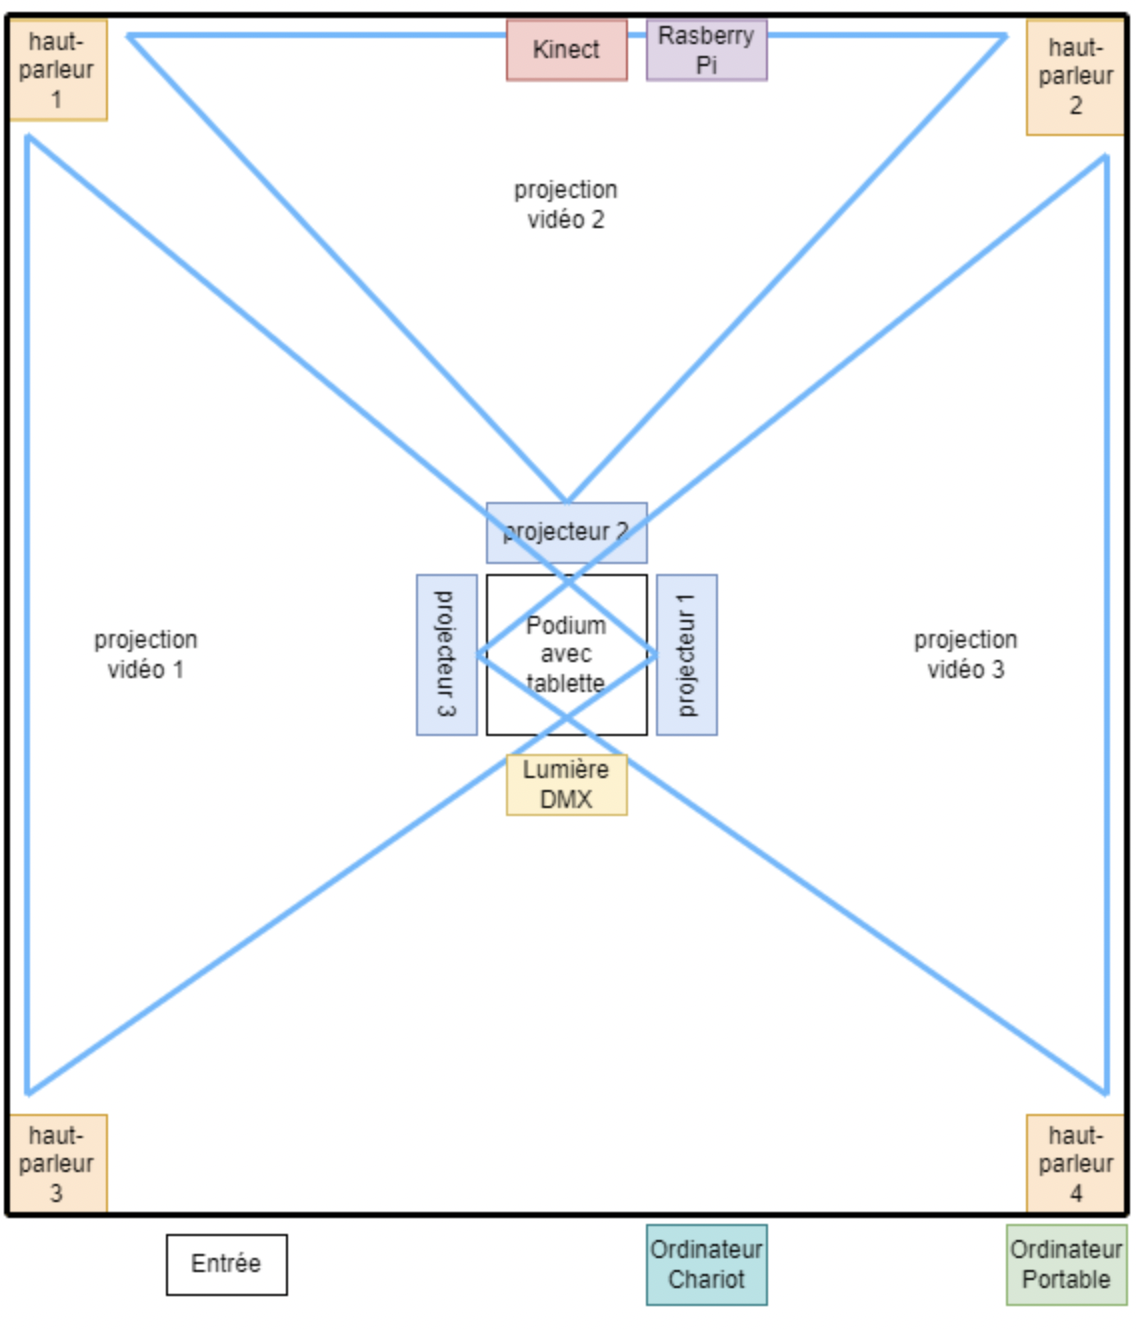 haut-
parleur
1
Kinect
Rasberry
Pi
haut-
parleur
2
projection
vidéo 2
projecteur 2
projecteur 3
Podium
avec
tablette
projecteur 1
projection
vidéo 1
projection
vidéo 3
Lumière
DMX
haut-
parleur
3
haut-
parleur
4
Entrée
Ordinateur
Chariot
Ordinateur
Portable